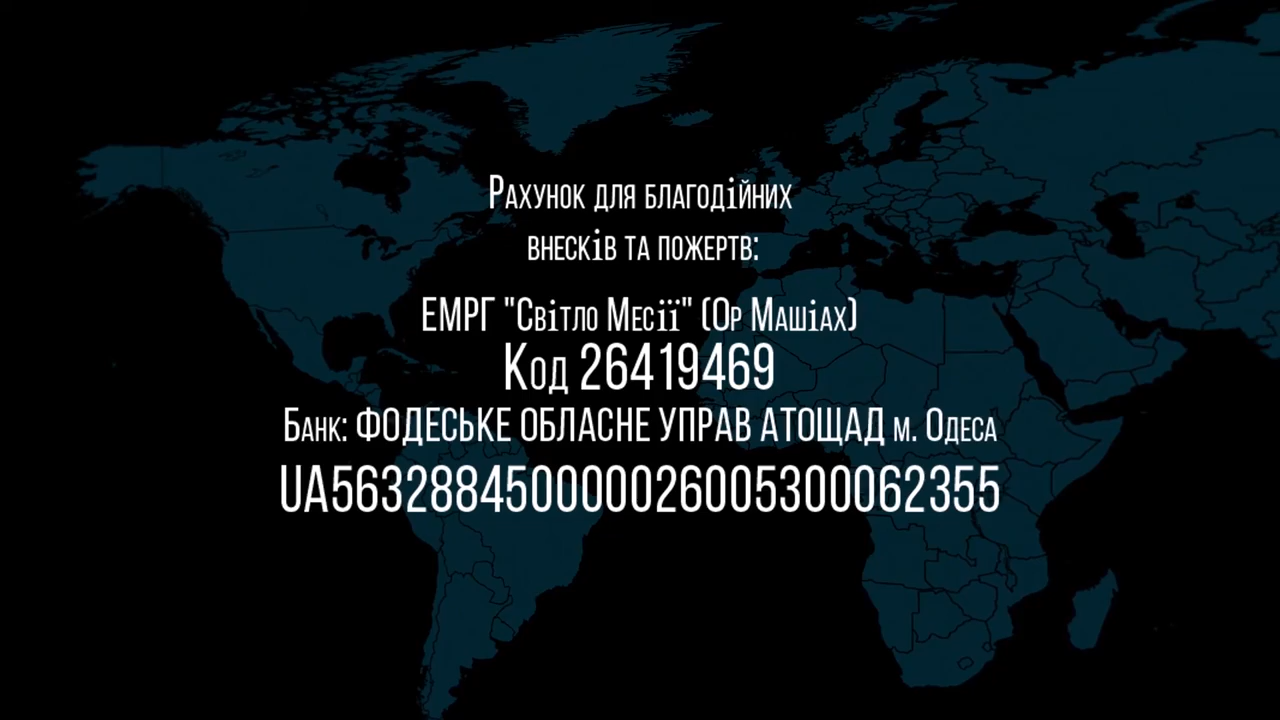 Рахунок для благодійних
внесків та пожертв:
ЕМРГ "Світло Месії" (Ор Машіах)
Код 26419469
Банк: ФОДЕСЬКЕ ОБЛАСНЕ УПРАВ АТОЩАД м. Одеса
UA563288450000026005300062355